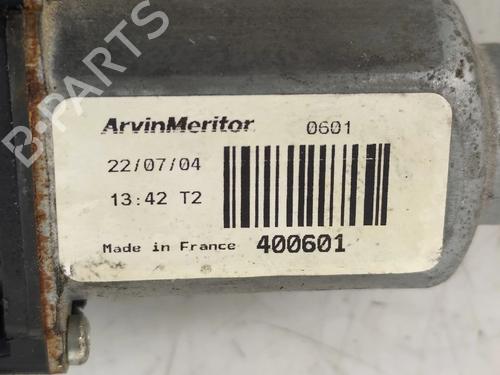 ArvinMeritor 0601
22/07/04
13:42 T2
Made in France 400601
B-PARTS